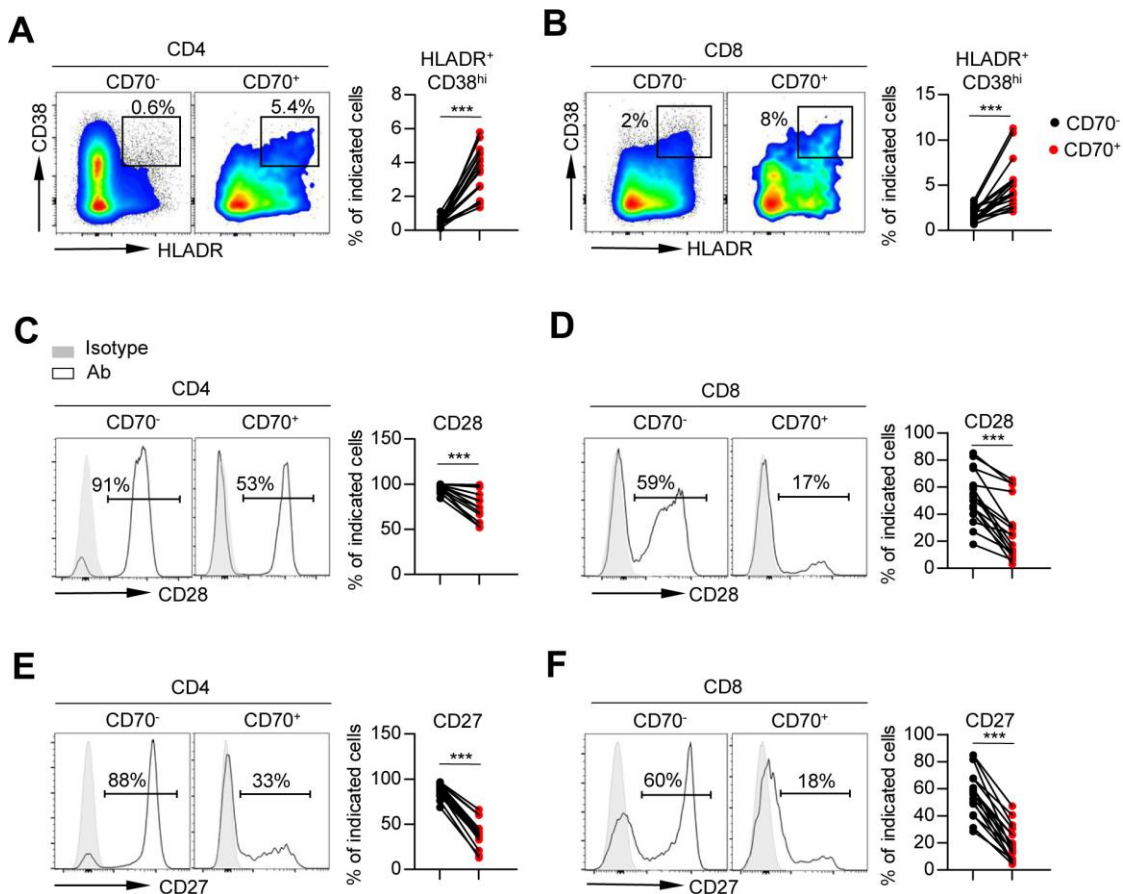 A
CD4
CD70⁻ CD70⁺
0.6% 5.4%
CD38
HLADR
HLADR⁺
CD38ʰⁱ
% of indicated cells
8
6
4
2
0
***
B
CD8
CD70⁻ CD70⁺
2% 8%
CD38
HLADR
HLADR⁺
CD38ʰⁱ
% of indicated cells
15
10
5
0
***
CD70⁻
CD70⁺
C
Isotype
Ab
CD4
CD70⁻ CD70⁺
91% 53%
CD28
CD28
% of indicated cells
150
100
50
0
***
D
CD8
CD70⁻ CD70⁺
59% 17%
CD28
CD28
% of indicated cells
100
80
60
40
20
0
***
E
CD4
CD70⁻ CD70⁺
88% 33%
CD27
CD27
% of indicated cells
150
100
50
0
***
F
CD8
CD70⁻ CD70⁺
60% 18%
CD27
CD27
% of indicated cells
100
80
60
40
20
0
***